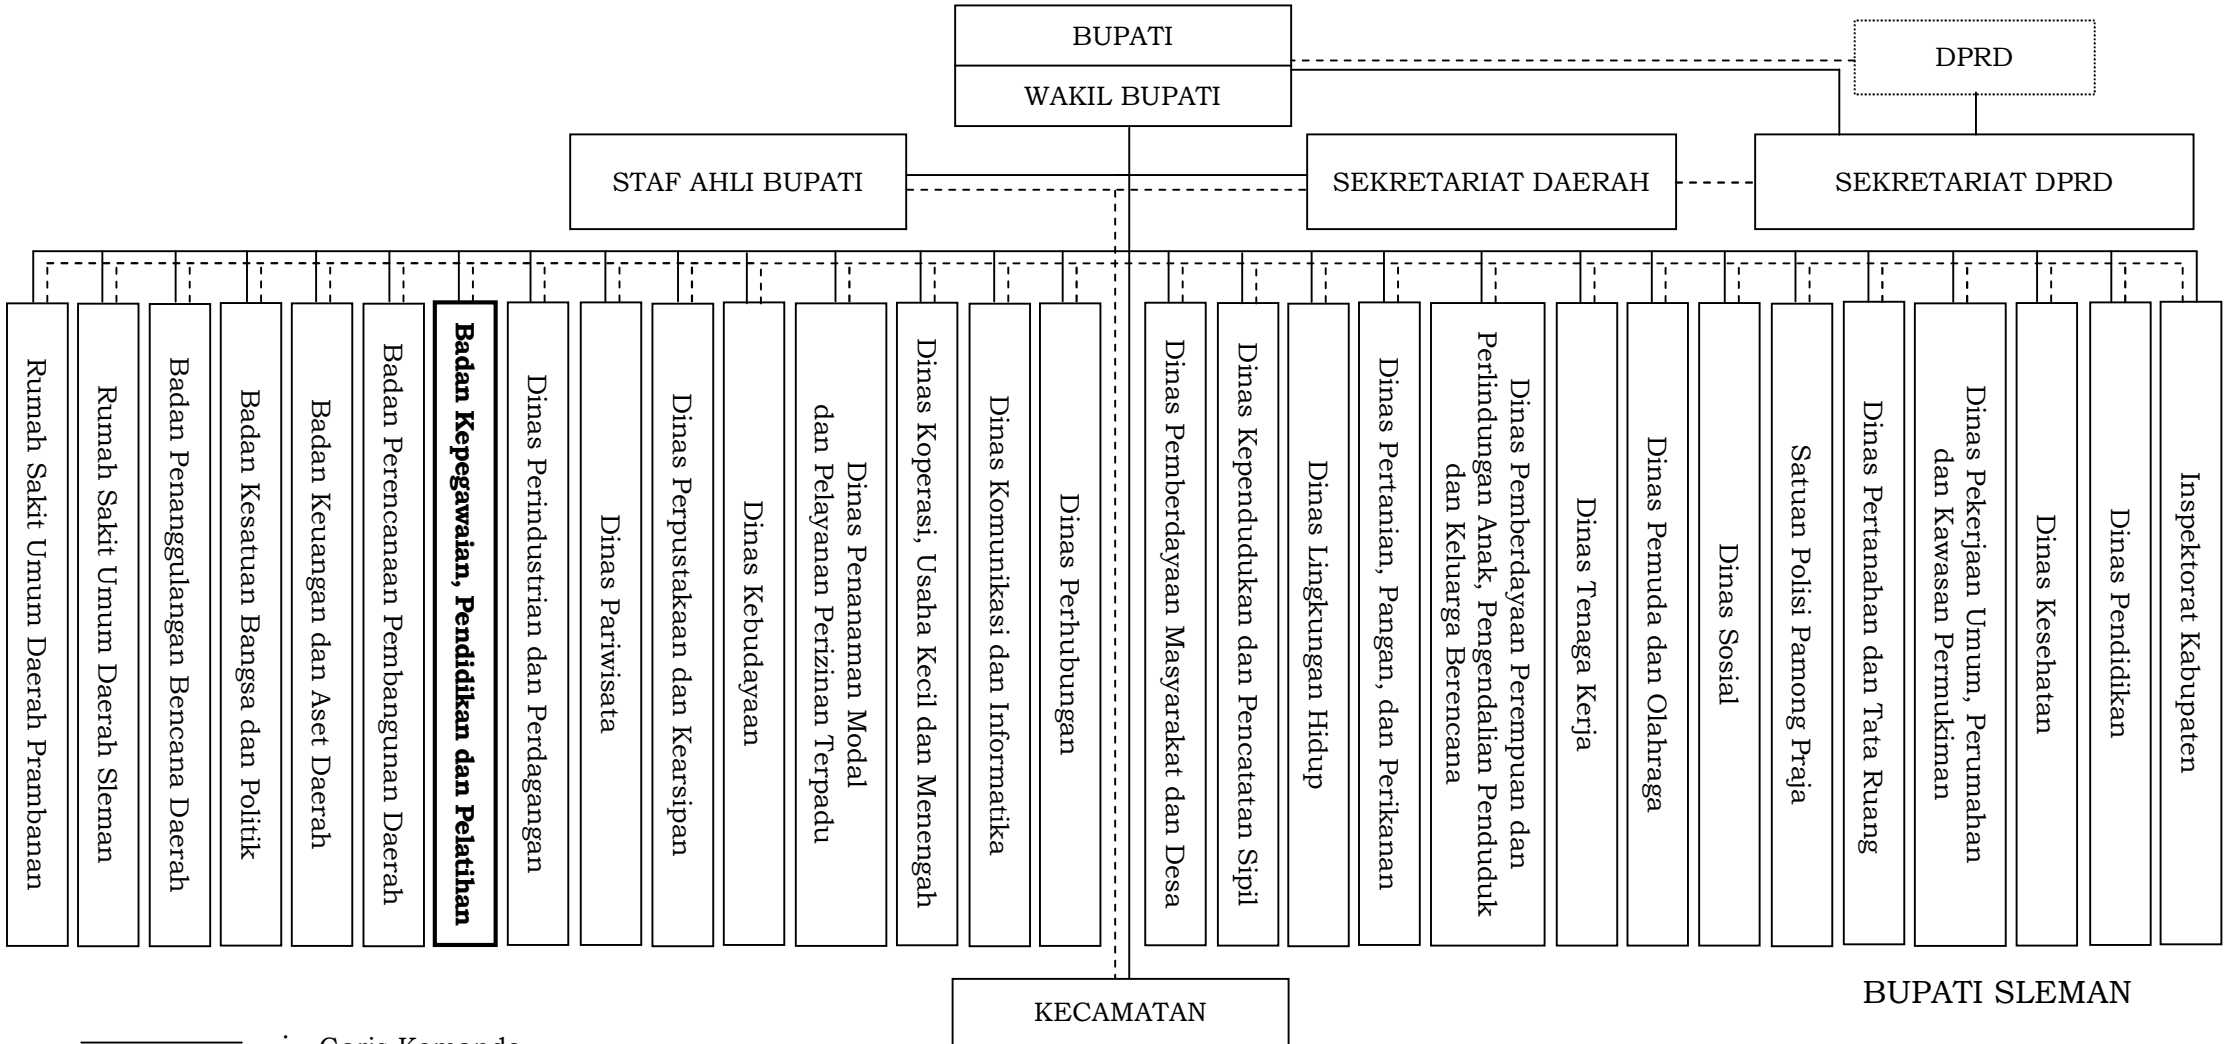 BUPATI
DPRD
WAKIL BUPATI
STAF AHLI BUPATI
SEKRETARIAT DAERAH
SEKRETARIAT DPRD
Rumah Sakit Umum Daerah Prambanan
Rumah Sakit Umum Daerah Sleman
Badan Penanggulangan Bencana Daerah
Badan Kesatuan Bangsa dan Politik
Badan Keuangan dan Aset Daerah
Badan Perencanaan Pembangunan Daerah
Badan Kepegawaian, Pendidikan dan Pelatihan
Dinas Perindustrian dan Perdagangan
Dinas Pariwisata
Dinas Perpustakaan dan Kearsipan
Dinas Kebudayaan
Dinas Penanaman Modal
dan Pelayanan Perizinan Terpadu
Dinas Koperasi, Usaha Kecil dan Menengah
Dinas Komunikasi dan Informatika
Dinas Perhubungan
Dinas Pemberdayaan Masyarakat dan Desa
Dinas Kependudukan dan Pencatatan Sipil
Dinas Lingkungan Hidup
Dinas Pertanian, Pangan, dan Perikanan
Dinas Pemberdayaan Perempuan dan
Perlindungan Anak, Pengendalian Penduduk
dan Keluarga Berencana
Dinas Tenaga Kerja
Dinas Pemuda dan Olahraga
Dinas Sosial
Satuan Polisi Pamong Praja
Dinas Pertanahan dan Tata Ruang
Dinas Pekerjaan Umum, Perumahan
dan Kawasan Permukiman
Dinas Kesehatan
Dinas Pendidikan
Inspektorat Kabupaten
BUPATI SLEMAN
KECAMATAN
: Garis Komando